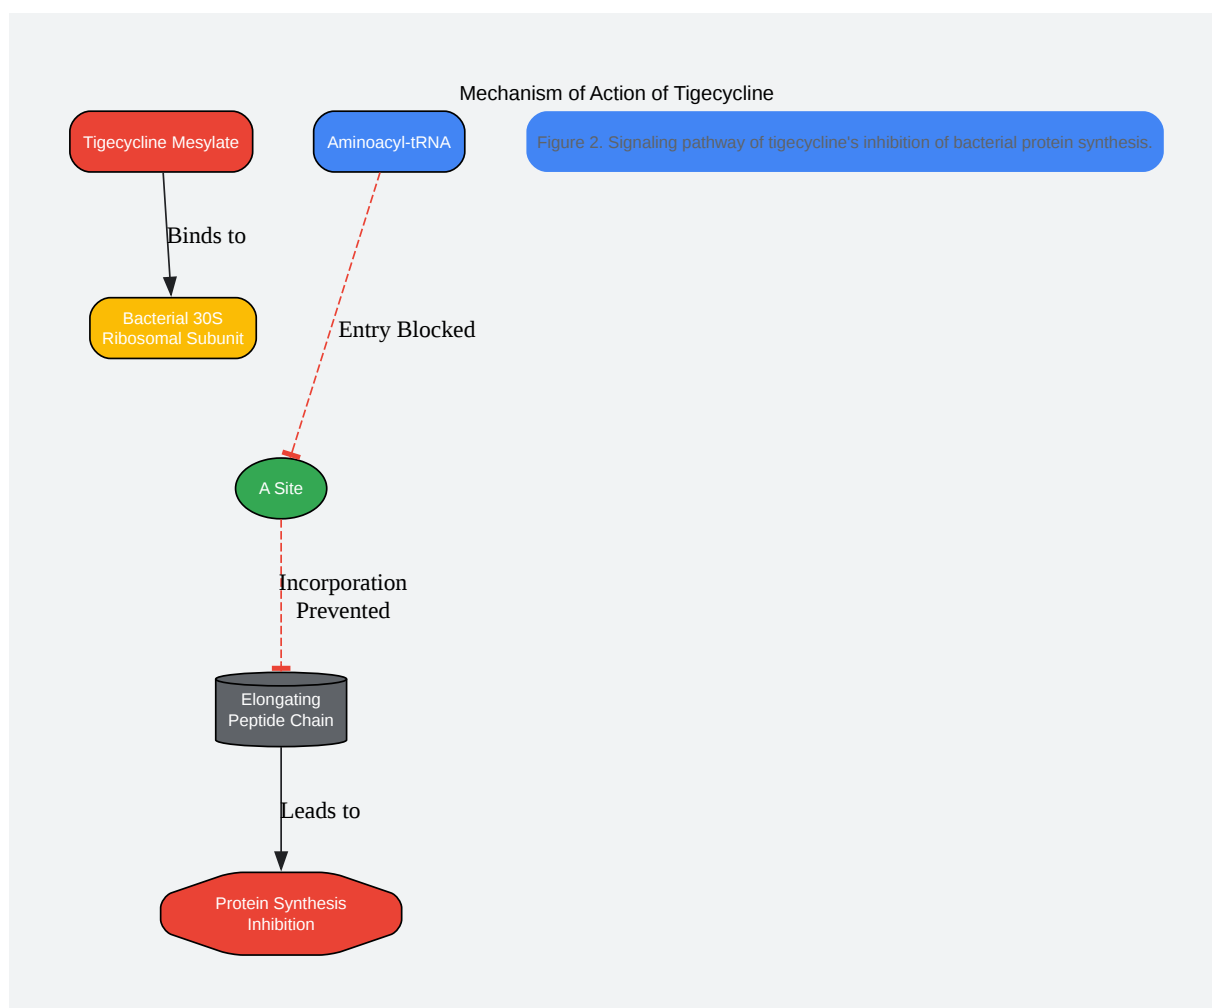 Mechanism of Action of Tigecycline
Tigecycline Mesylate
Aminoacyl-tRNA
Figure 2. Signaling pathway of tigecycline's inhibition of bacterial protein synthesis.
Binds to
Bacterial 30S
Ribosomal Subunit
Entry Blocked
A Site
Incorporation
Prevented
Elongating
Peptide Chain
Leads to
Protein Synthesis
Inhibition